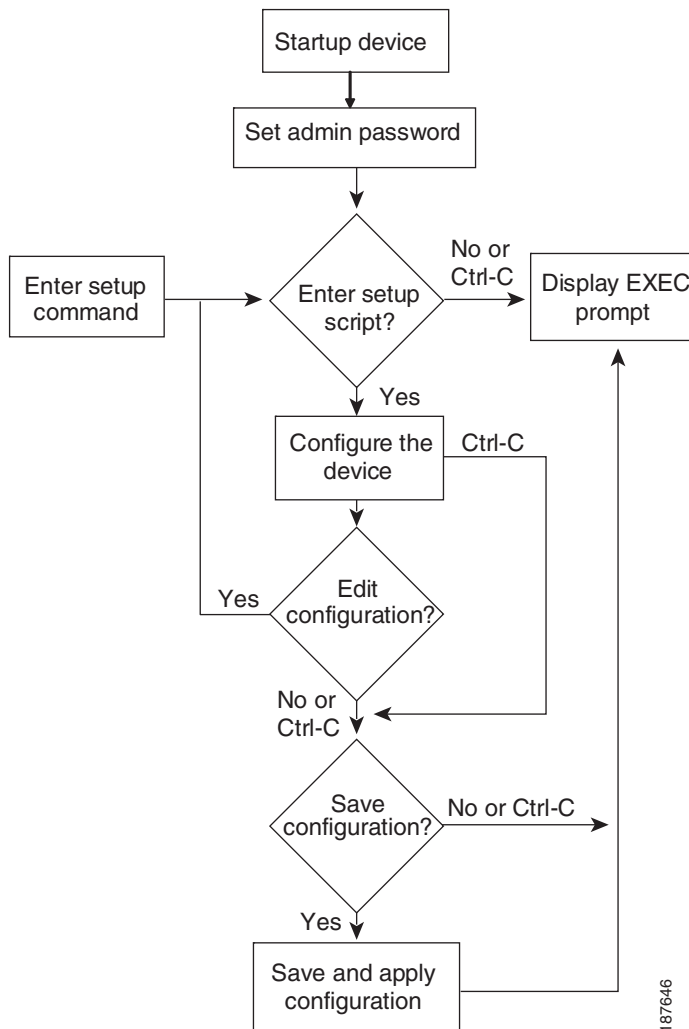 Startup device
Set admin password
No or
Ctrl-C
Enter setup
command
Enter setup
script?
Display EXEC
prompt
Yes
Configure the
device
Ctrl-C
Edit
configuration?
Yes
No or
Ctrl-C
Save
configuration?
No or Ctrl-C
Yes
Save and apply
configuration
187646